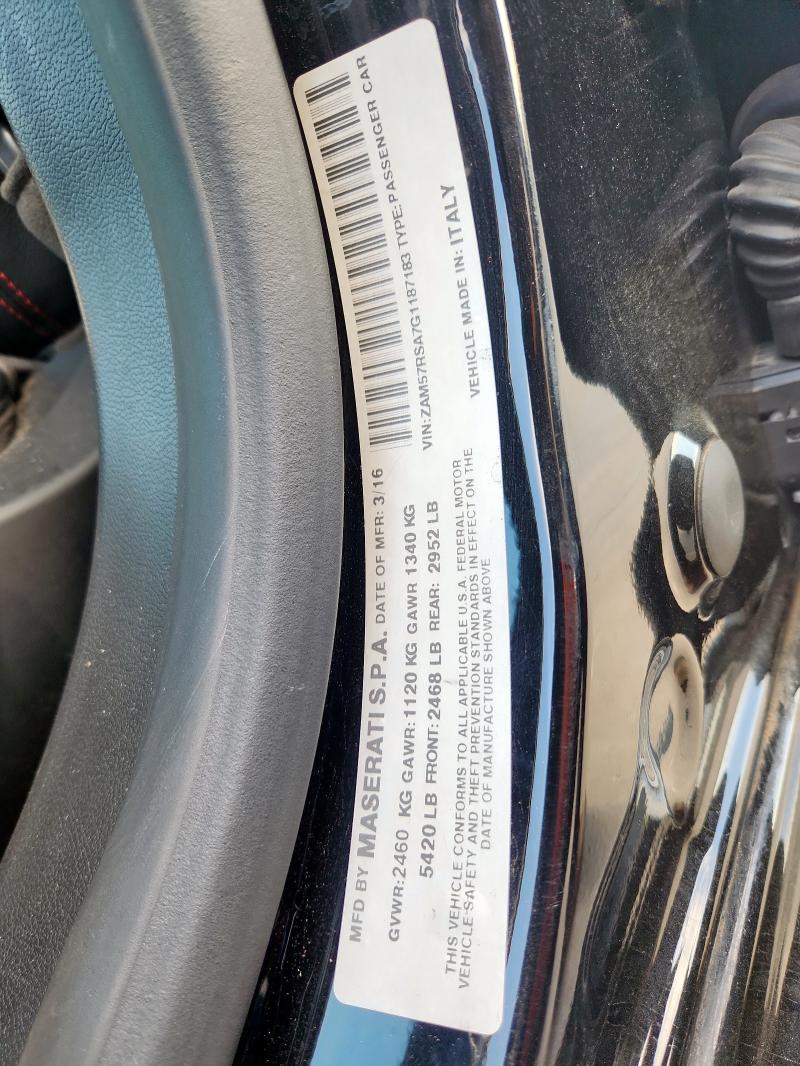 MFD BY MASERATI S.P.A. DATE OF MFR: 3/16
GVWR:2460 KG GAWR:1120 KG GAWR 1340 KG
5420 LB FRONT:2468 LB REAR: 2952 LB
VIN:ZAM57RSA7G1187183 TYPE:PASSENGER CAR
THIS VEHICLE CONFORMS TO ALL APPLICABLE U.S.A. FEDERAL MOTOR
VEHICLE SAFETY AND THEFT PREVENTION STANDARDS IN EFFECT ON THE
DATE OF MANUFACTURE SHOWN ABOVE
VEHICLE MADE IN: ITALY